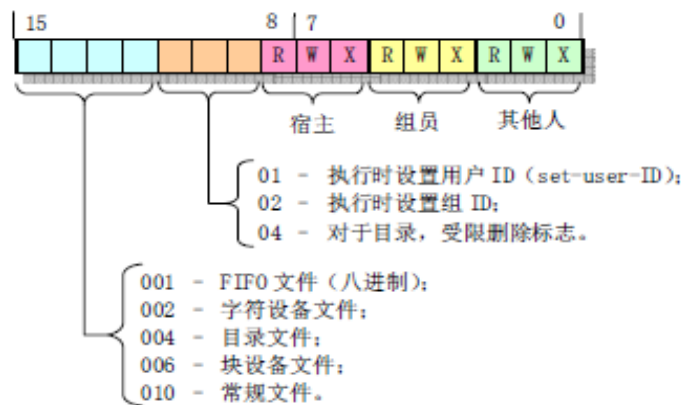 15 8 7 0
R W X R W X R W X
宿主 组员 其他人
01 - 执行时设置用户 ID（set-user-ID）;
02 - 执行时设置组 ID;
04 - 对于目录，受限删除标志。
001 - FIFO 文件（八进制）;
002 - 字符设备文件;
004 - 目录文件;
006 - 块设备文件;
010 - 常规文件。